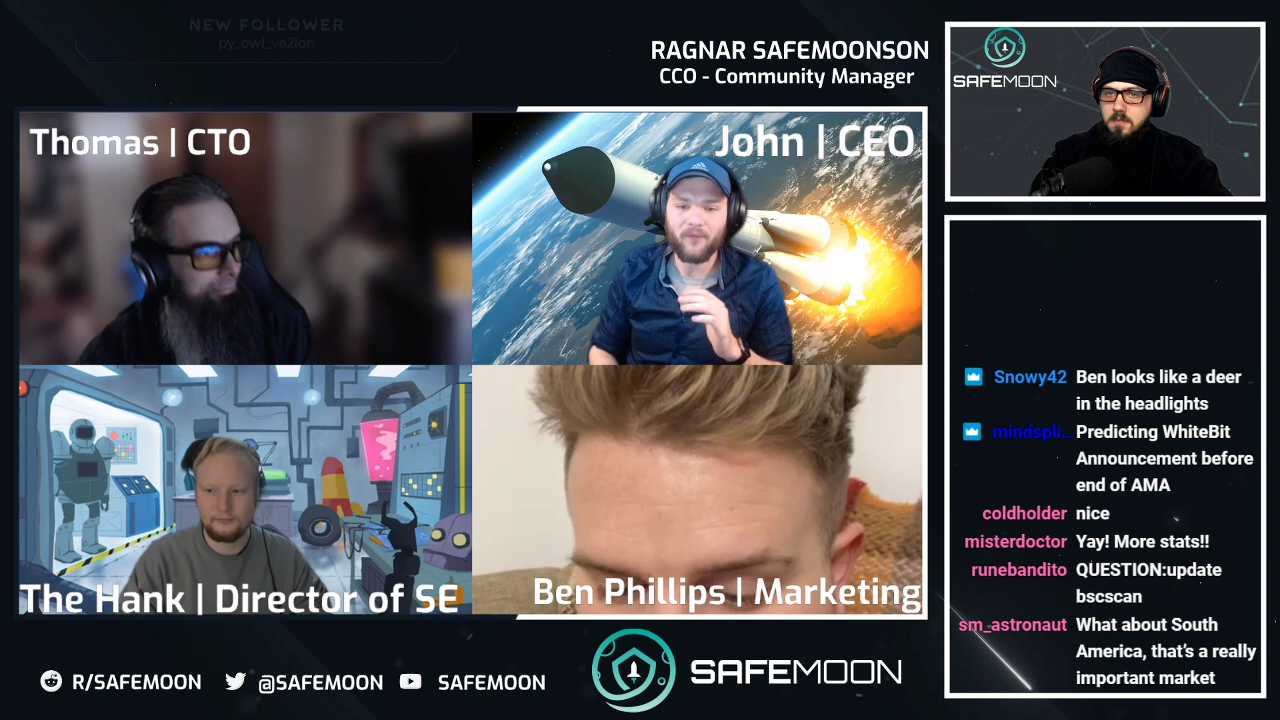 NEW FOLLOWER
py_owl_ve2ion
RAGNAR SAFEMOONSON
CCO - Community Manager
Thomas | CTO
John | CEO
The Hank | Director of SE
Ben Phillips | Marketing
R/SAFEMOON
@SAFEMOON
SAFEMOON
SAFEMOON
SAFEMOON
Snowy42 Ben looks like a deer
in the headlights
mindspli... Predicting WhiteBit
Announcement before
end of AMA
coldholder nice
misterdoctor Yay! More stats!!
runebandito QUESTION:update
bscscan
sm_astronaut What about South
America, that's a really
important market